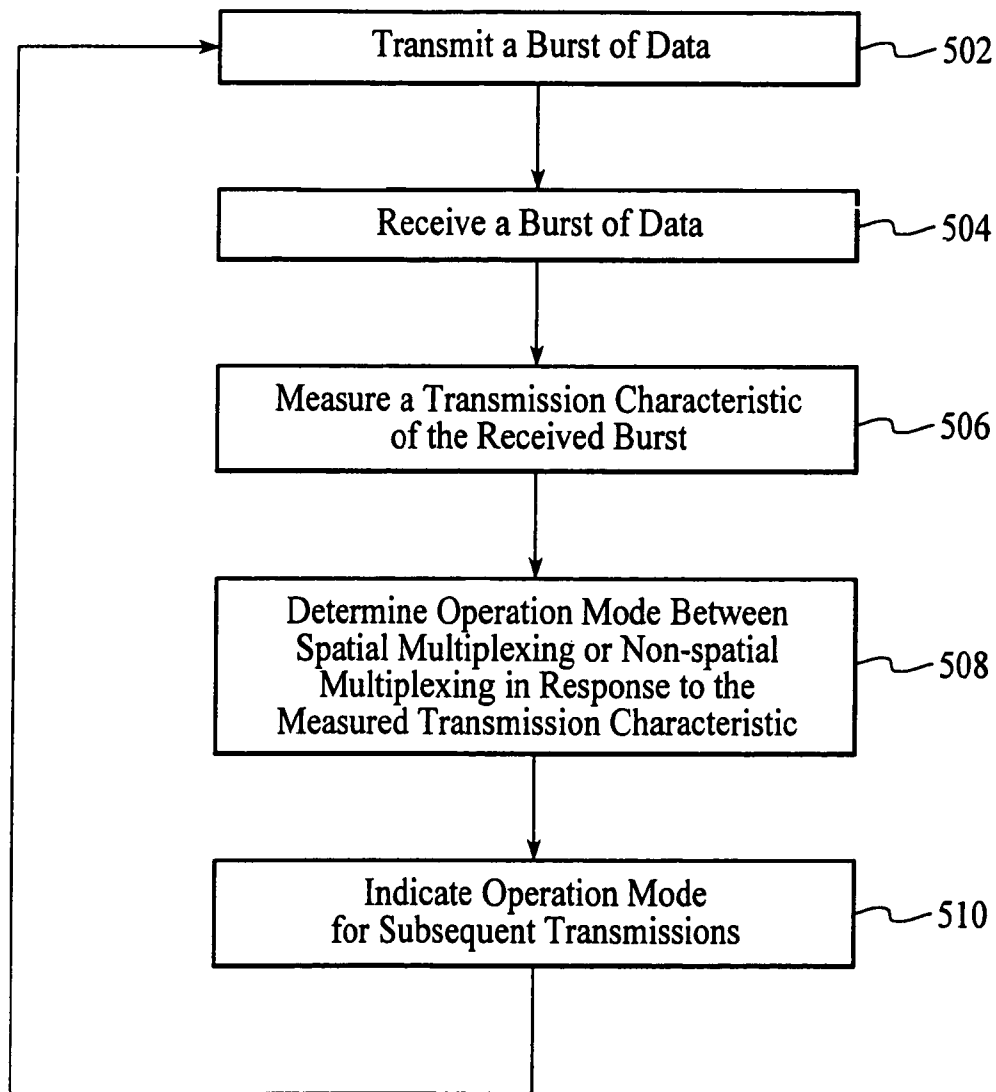 Transmit a Burst of Data
502
Receive a Burst of Data
504
Measure a Transmission Characteristic
of the Received Burst
506
Determine Operation Mode Between
Spatial Multiplexing or Non-spatial
Multiplexing in Response to the
Measured Transmission Characteristic
508
Indicate Operation Mode
for Subsequent Transmissions
510